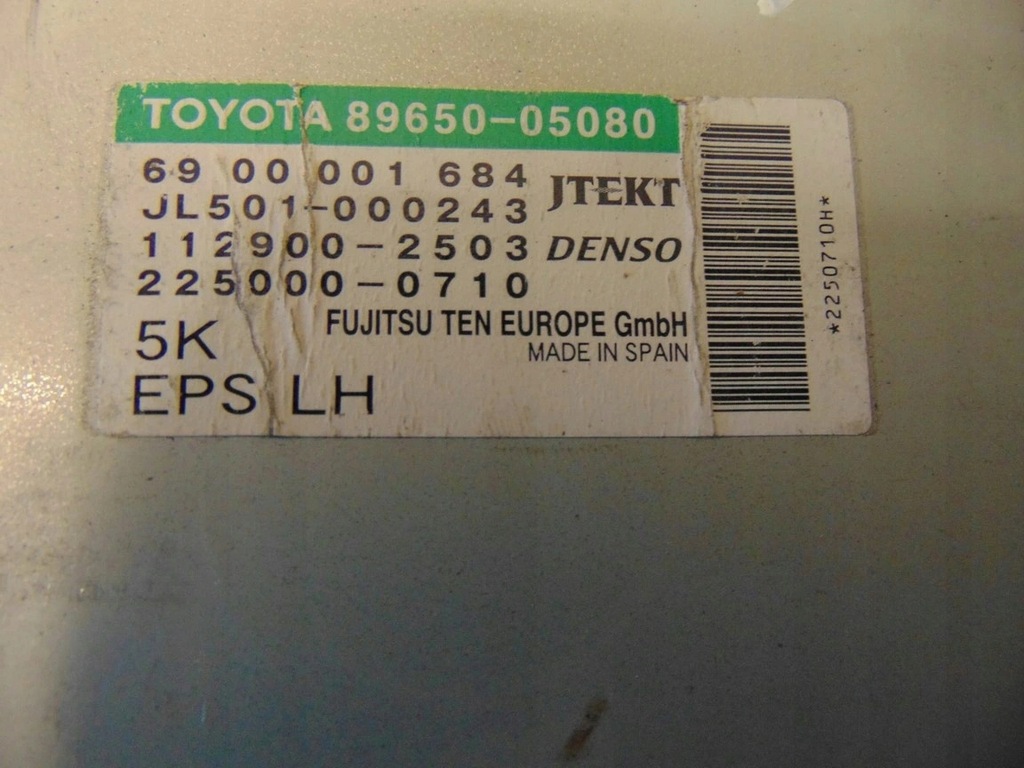 TOYOTA 89650-05080
69 00 001 684 JTEKT
JL501-000243
112900-2503 DENSO
225000-0710
5K FUJITSU TEN EUROPE GmbH
MADE IN SPAIN
EPS LH
*2250710H*